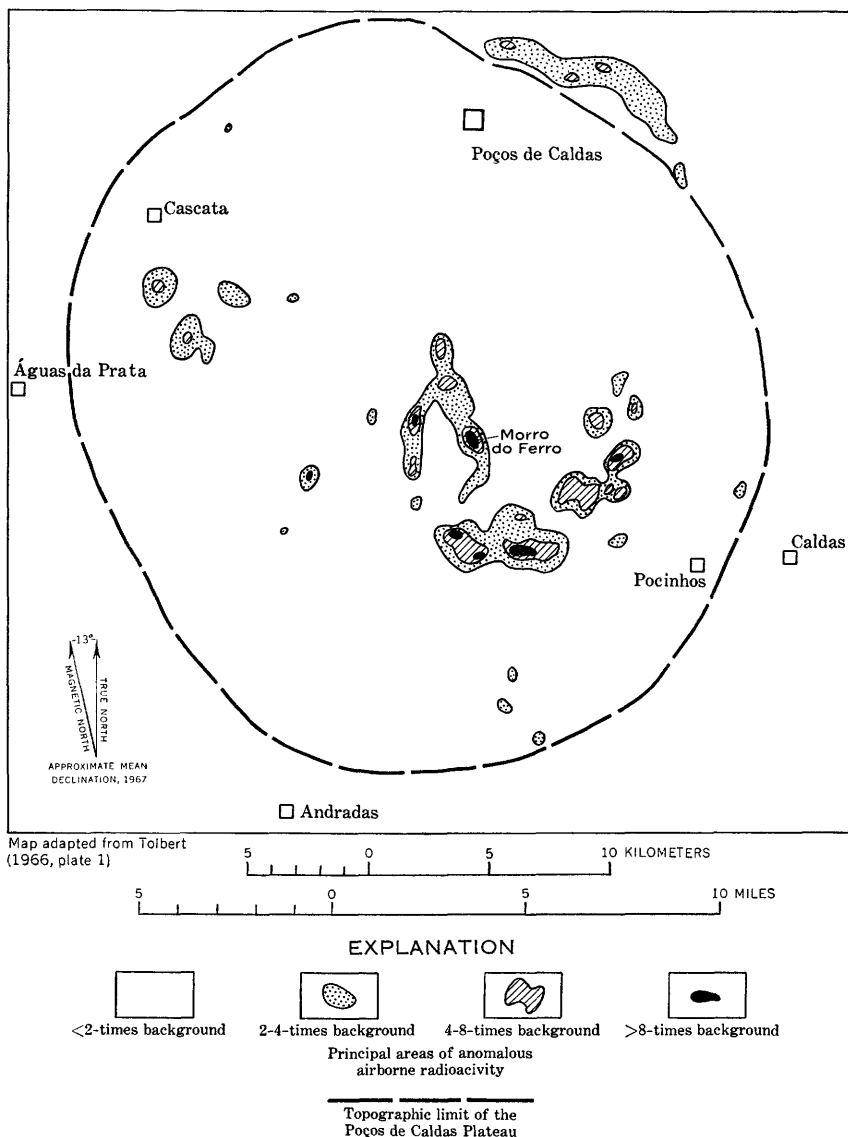 Poços de Caldas
Cascata
Águas da Prata
Morro
do Ferro
Caldas
Pocinhos
-13°-
MAGNETIC NORTH
TRUE NORTH
APPROXIMATE MEAN
DECLINATION, 1967
Andradas
Map adapted from Tolbert
(1966, plate 1)
5 0 5 10 KILOMETERS
5 0 5 10 MILES
EXPLANATION
<2-times background
2-4-times background
4-8-times background
>8-times background
Principal areas of anomalous
airborne radioacivity
Topographic limit of the
Poços de Caldas Plateau